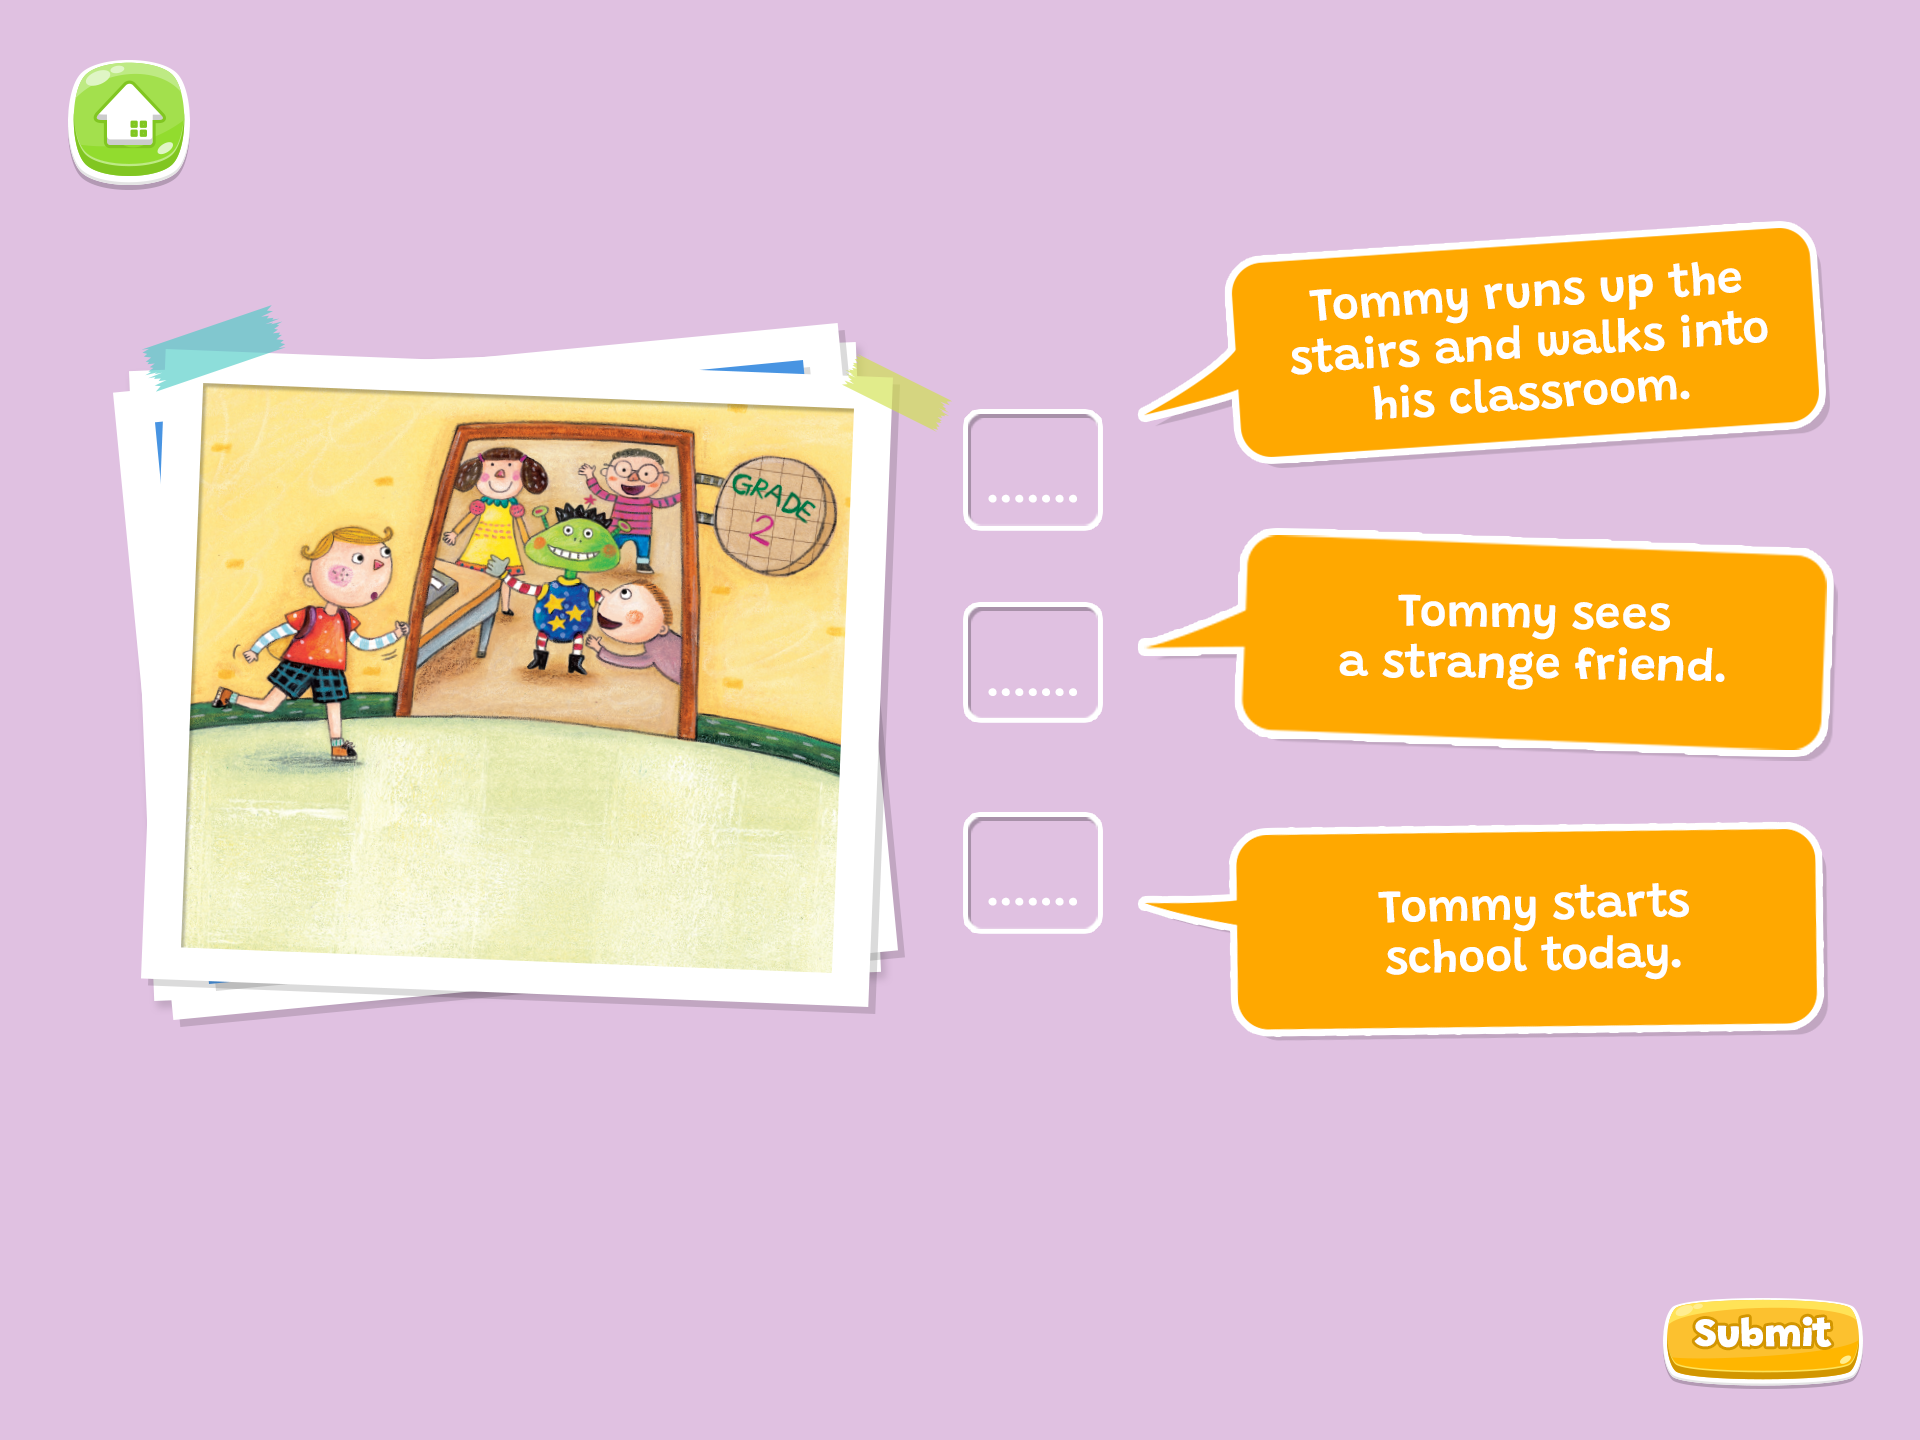 GRADE
2
Tommy runs up the
stairs and walks into
his classroom.
Tommy sees
a strange friend.
Tommy starts
school today.
Submit